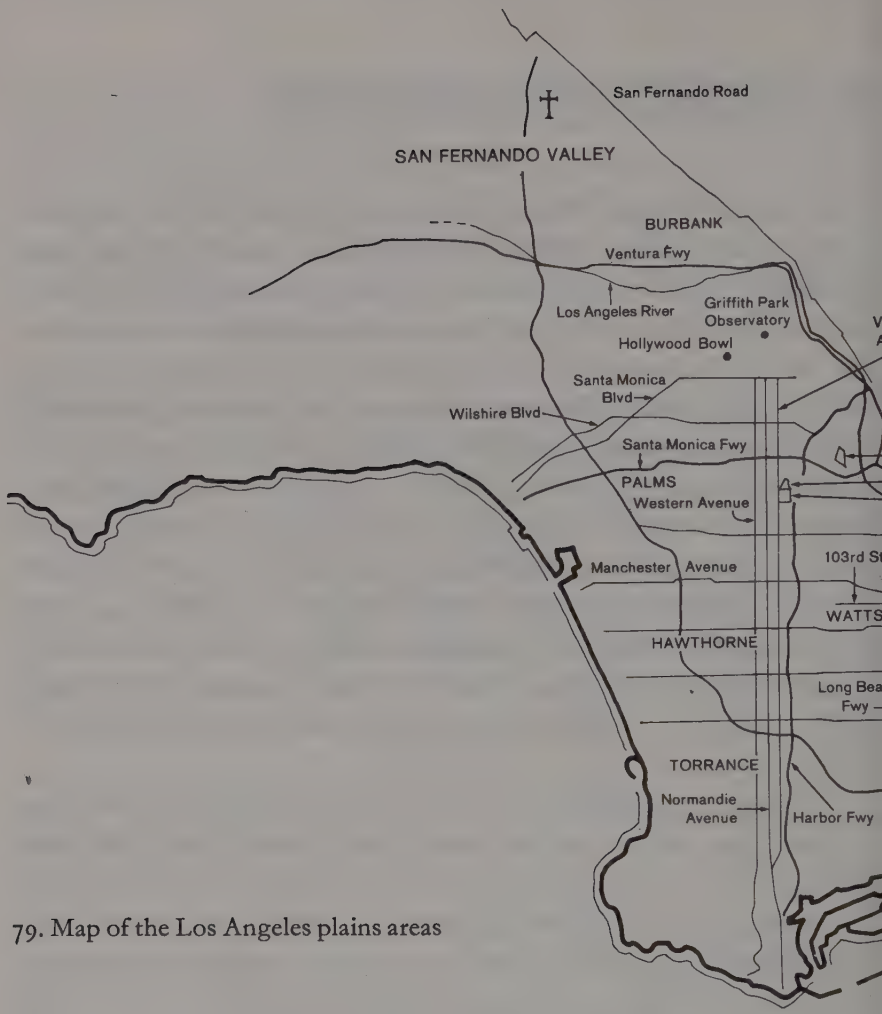 San Fernando Road
SAN FERNANDO VALLEY
BURBANK
Ventura Fwy
Los Angeles River
Griffith Park
Observatory
Hollywood Bowl
Santa Monica
Blvd
Wilshire Blvd
Santa Monica Fwy
PALMS
Western Avenue
103rd
Manchester Avenue
WATTS
HAWTHORNE
Long
Fwy
TORRANCE
Normandie
Avenue
Harbor Fwy
79. Map of the Los Angeles plains areas